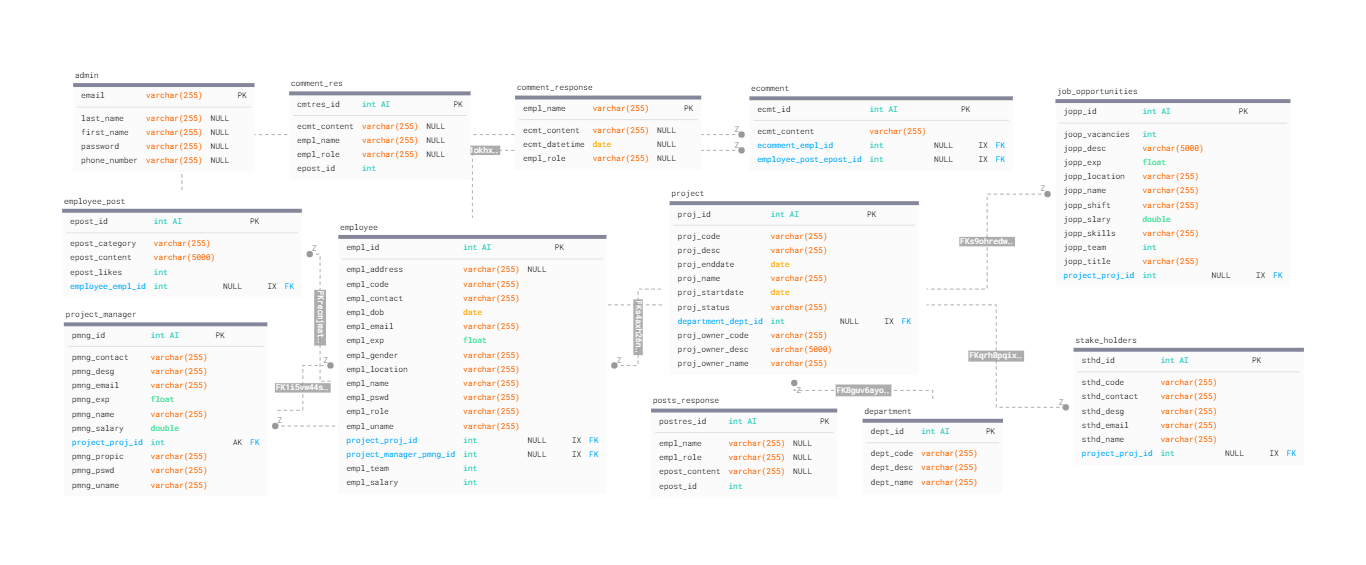 admin
email varchar(255) PK
last_name varchar(255) NULL
first_name varchar(255) NULL
password varchar(255) NULL
phone_number varchar(255) NULL
comment_res
cmtres_id int AI PK
ecmt_content varchar(255) NULL
empl_name varchar(255) NULL
empl_role varchar(255) NULL
epost_id int
comment_response
empl_name varchar(255) PK
ecmt_content varchar(255) NULL
ecmt_datetime date NULL
empl_role varchar(255) NULL
ecomment
ecmt_id int AI PK
ecmt_content varchar(255)
ecomment_empl_id int NULL IX FK
employee_post_epost_id int NULL IX FK
job_opportunities
jopp_id int AI PK
joop_vacancies int
jopp_desc varchar(5000)
jopp_exp float
jopp_location varchar(255)
jopp_name varchar(255)
jopp_shift varchar(255)
jopp_slary double
jopp_skills varchar(255)
jopp_team int
jopp_title varchar(255)
project_proj_id int NULL IX FK
employee_post
epost_id int AI PK
epost_category varchar(255)
epost_content varchar(5000)
epost_likes int
employee_empl_id int NULL IX FK
employee
empl_id int AI PK
empl_address varchar(255) NULL
empl_code varchar(255)
empl_contact varchar(255)
empl_dob date
empl_email varchar(255)
empl_exp float
empl_gender varchar(255)
empl_location varchar(255)
empl_name varchar(255)
empl_pswd varchar(255)
empl_role varchar(255)
empl_uname varchar(255)
project_proj_id int NULL IX FK
project_manager_pmng_id int NULL IX FK
empl_team int
empl_salary int
project
proj_id int AI PK
proj_code varchar(255)
proj_desc varchar(255)
proj_enddate date
proj_name varchar(255)
proj_startdate date
proj_status varchar(255)
department_dept_id int NULL IX FK
proj_owner_code varchar(255)
proj_owner_desc varchar(5000)
proj_owner_name varchar(255)
project_manager
pmng_id int AI PK
pmng_contact varchar(255)
pmng_desg varchar(255)
pmng_email varchar(255)
pmng_exp float
pmng_name varchar(255)
pmng_salary double
project_proj_id int AK FK
pmng_propic varchar(255)
pmng_pswd varchar(255)
pmng_uname varchar(255)
stake_holders
sthd_id int AI PK
sthd_code varchar(255)
sthd_contact varchar(255)
sthd_desg varchar(255)
sthd_email varchar(255)
sthd_name varchar(255)
project_proj_id int NULL IX FK
posts_response
postres_id int AI PK
empl_name varchar(255) NULL
empl_role varchar(255) NULL
epost_content varchar(255) NULL
epost_id int
department
dept_id int AI PK
dept_code varchar(255)
dept_desc varchar(255)
dept_name varchar(255)
FKs9ohredw..
FKqrh8pqix..
FK8guv6ayo..
FK1i5vw44s..
Z
Z
Z
Z
Z
Z
Z
Z
Z